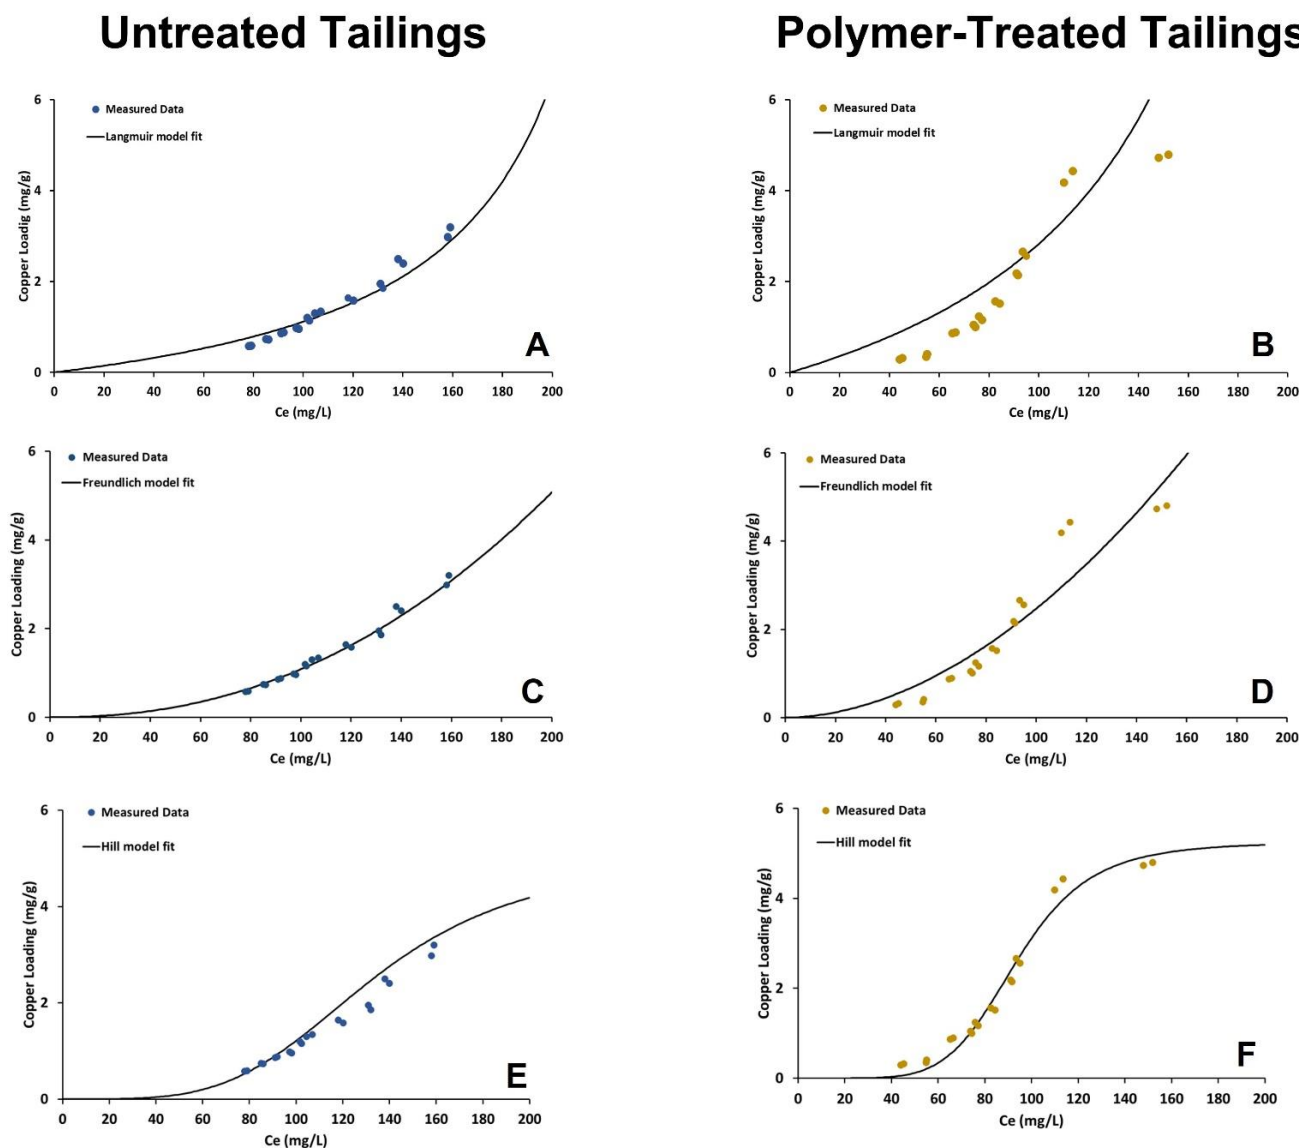 Untreated Tailings
Polymer-Treated Tailings
6
4
2
0
Copper Loadig (mg/g)
Measured Data
Langmuir model fit
A
0 20 40 60 80 100 120 140 160 180 200
Ce (mg/L)
6
4
2
0
Copper Loadig (mg/g)
Measured Data
Langmuir model fit
B
0 20 40 60 80 100 120 140 160 180 200
Ce (mg/L)
6
4
2
0
Copper Loading (mg/g)
Measured Data
Freundlich model fit
C
0 20 40 60 80 100 120 140 160 180 200
Ce (mg/L)
6
4
2
0
Copper Loading (mg/g)
Measured Data
Freundlich model fit
D
0 20 40 60 80 100 120 140 160 180 200
Ce (mg/L)
6
4
2
0
Copper Loading (mg/g)
Measured Data
Hill model fit
E
0 20 40 60 80 100 120 140 160 180 200
Ce (mg/L)
6
4
2
0
Copper Loading (mg/g)
Measured Data
Hill model fit
F
0 20 40 60 80 100 120 140 160 180 200
Ce (mg/L)